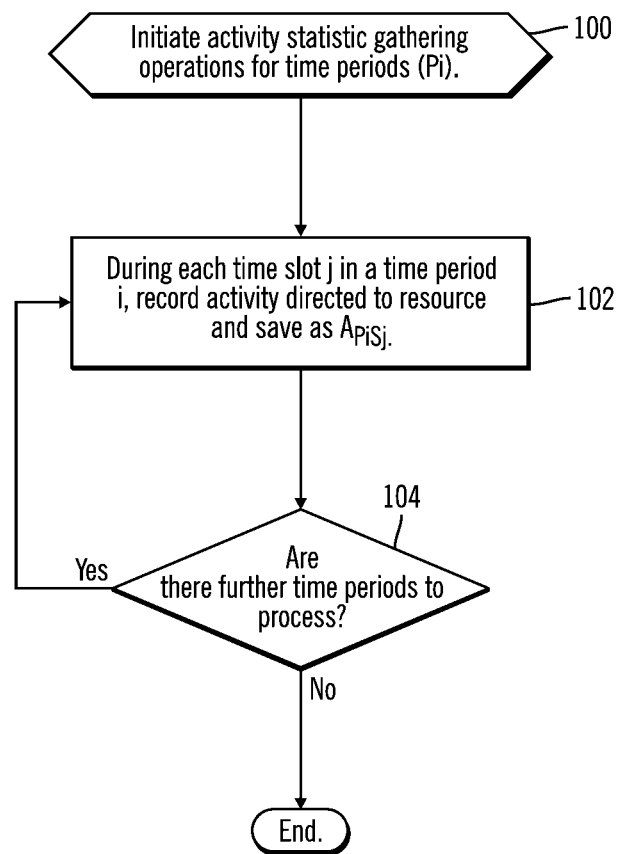 Initiate activity statistic gathering
operations for time periods (Pi).
100
During each time slot j in a time period
i, record activity directed to resource
and save as APiSj.
102
104
Are
there further time periods to
process?
Yes
No
End.